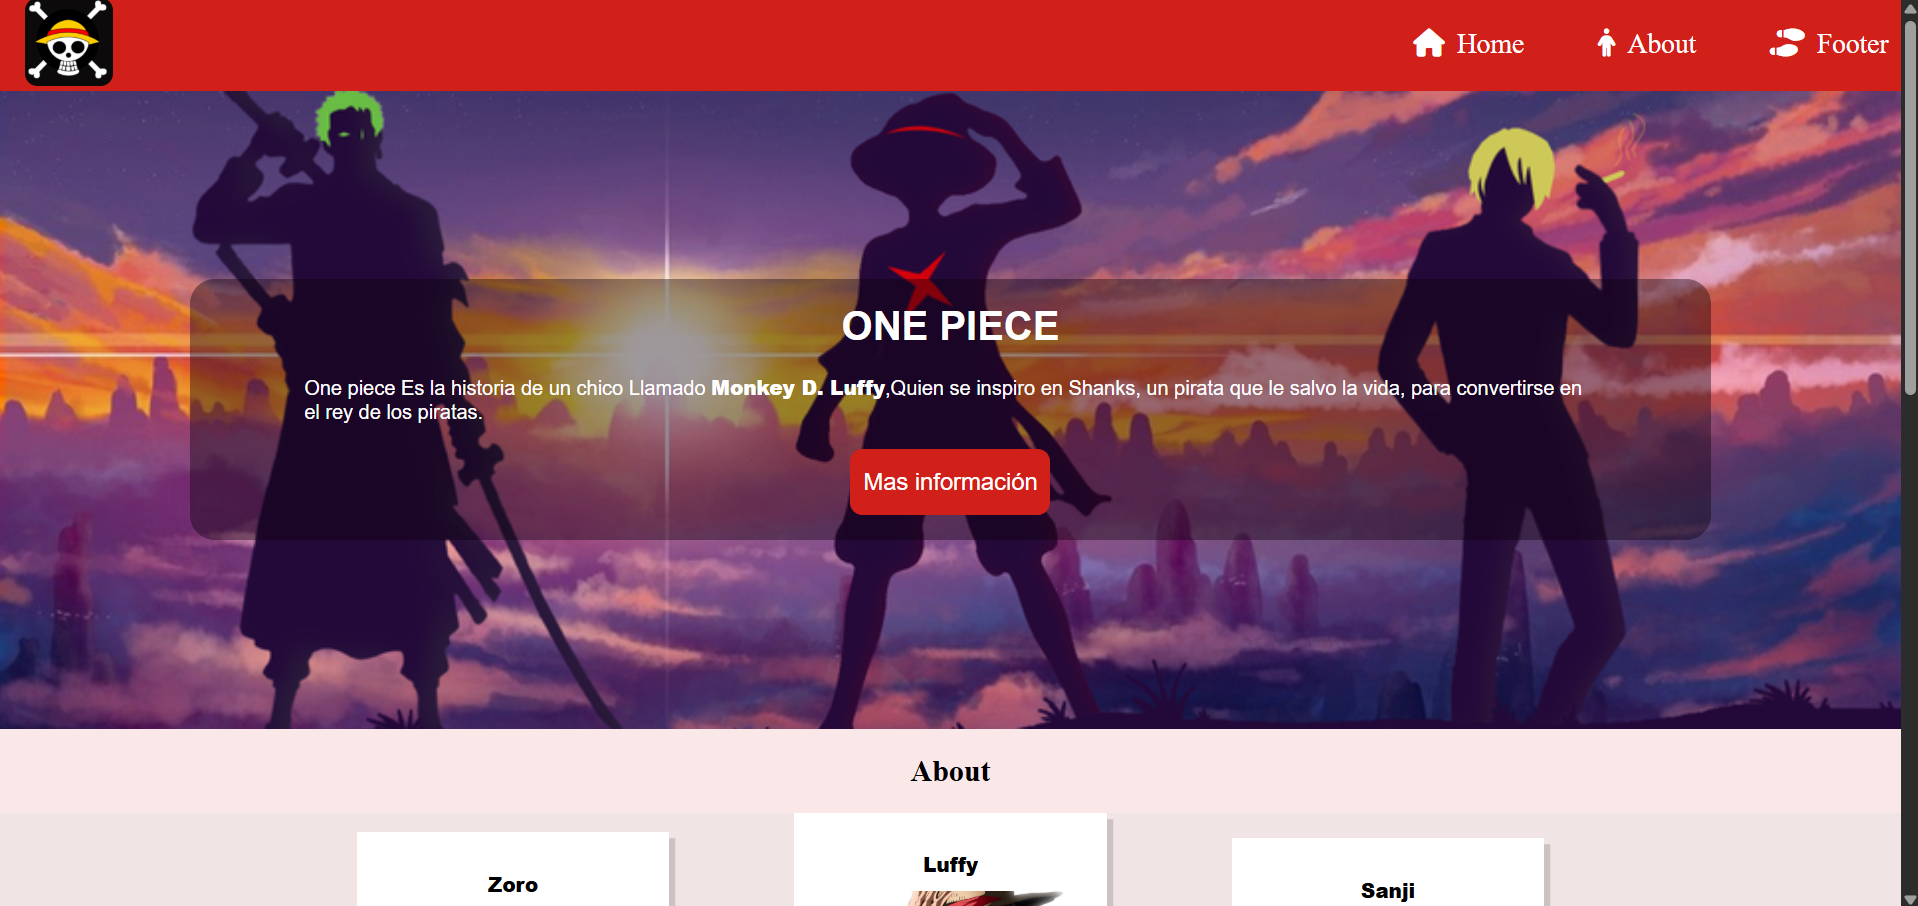 Home
About
Footer
ONE PIECE
One piece Es la historia de un chico Llamado Monkey D. Luffy,Quien se inspiro en Shanks, un pirata que le salvo la vida, para convertirse en
el rey de los piratas.
Mas información
About
Zoro
Luffy
Sanji